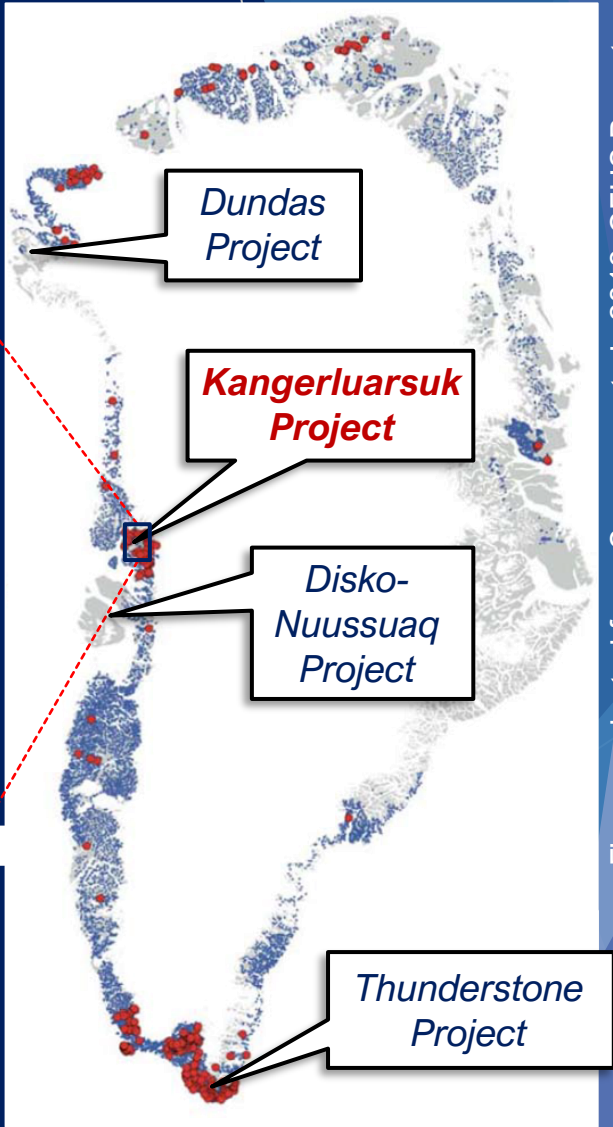 Dundas
Project
Kangerluarsuk
Project
Disko-
Nuussuaq
Project
Thunderstone
Project